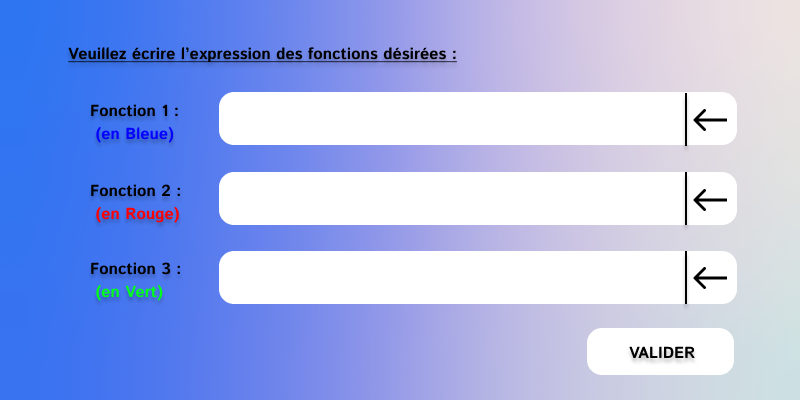 Veuillez écrire l'expression des fonctions désirées :
Fonction 1 :
(en Bleue)
Fonction 2 :
(en Rouge)
Fonction 3 :
(en Vert)
VALIDER